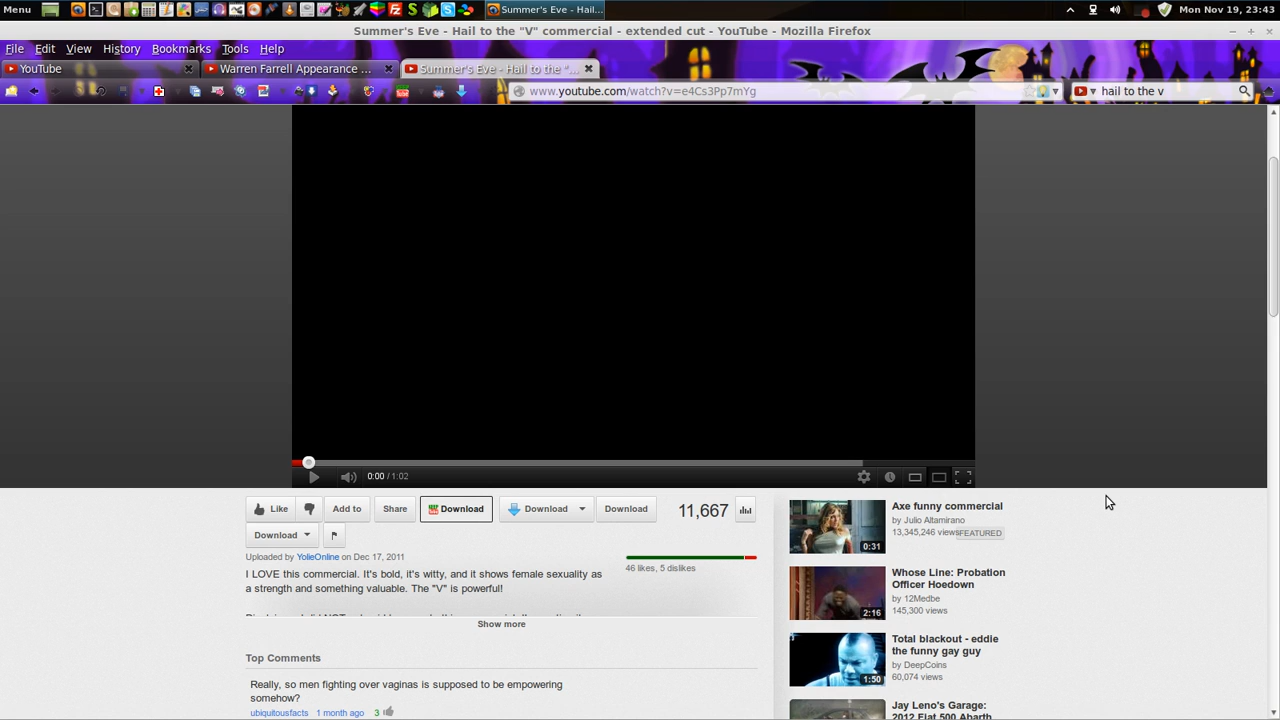 Menu
Summer's Eve - Hail...
Mon Nov 19, 23:43
Summer's Eve - Hail to the "V" commercial - extended cut - YouTube - Mozilla Firefox
File Edit View History Bookmarks Tools Help
YouTube
Warren Farrell Appearance ...
Summer's Eve - Hail to the "...
www.youtube.com/watch?v=e4Cs3Pp7mYg
hail to the v
0:00 / 1:02
Like
Add to
Share
Download
Download
Download
11,667
Download
Uploaded by YolieOnline on Dec 17, 2011
46 likes, 5 dislikes
I LOVE this commercial. It's bold, it's witty, and it shows female sexuality as
a strength and something valuable. The "V" is powerful!
Show more
Top Comments
Really, so men fighting over vaginas is supposed to be empowering
somehow?
ubiquitousfacts 1 month ago 3
0:31
Axe funny commercial
by Julio Altamirano
13,345,246 views
FEATURED
2:16
Whose LIne: Probation
Officer Hoedown
by 12Medbe
145,300 views
1:50
Total blackout - eddie
the funny gay guy
by DeepCoins
60,074 views
Jay Leno's Garage:
2012 Fiat 500 Abarth